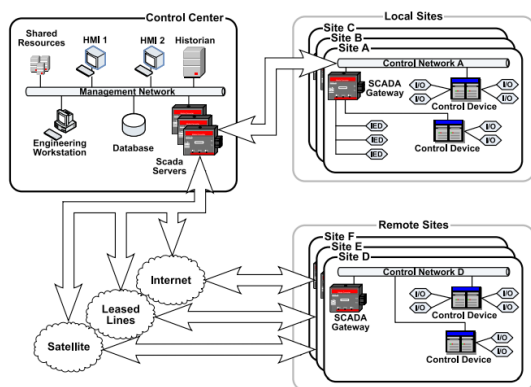 Control Center
Shared
Resources
HMI 1
HMI 2
Historian
Management Network
Engineering
Workstation
Database
Scada
Servers
Local Sites
Site C
Site B
Site A
Control Network A
SCADA
Gateway
I/O
I/O
I/O
I/O
Control Device
IED
IED
IED
I/O
I/O
Control Device
Internet
Leased
Lines
Satellite
Remote Sites
Site F
Site E
Site D
Control Network D
SCADA
Gateway
I/O
I/O
I/O
I/O
Control Device
I/O
I/O
Control Device